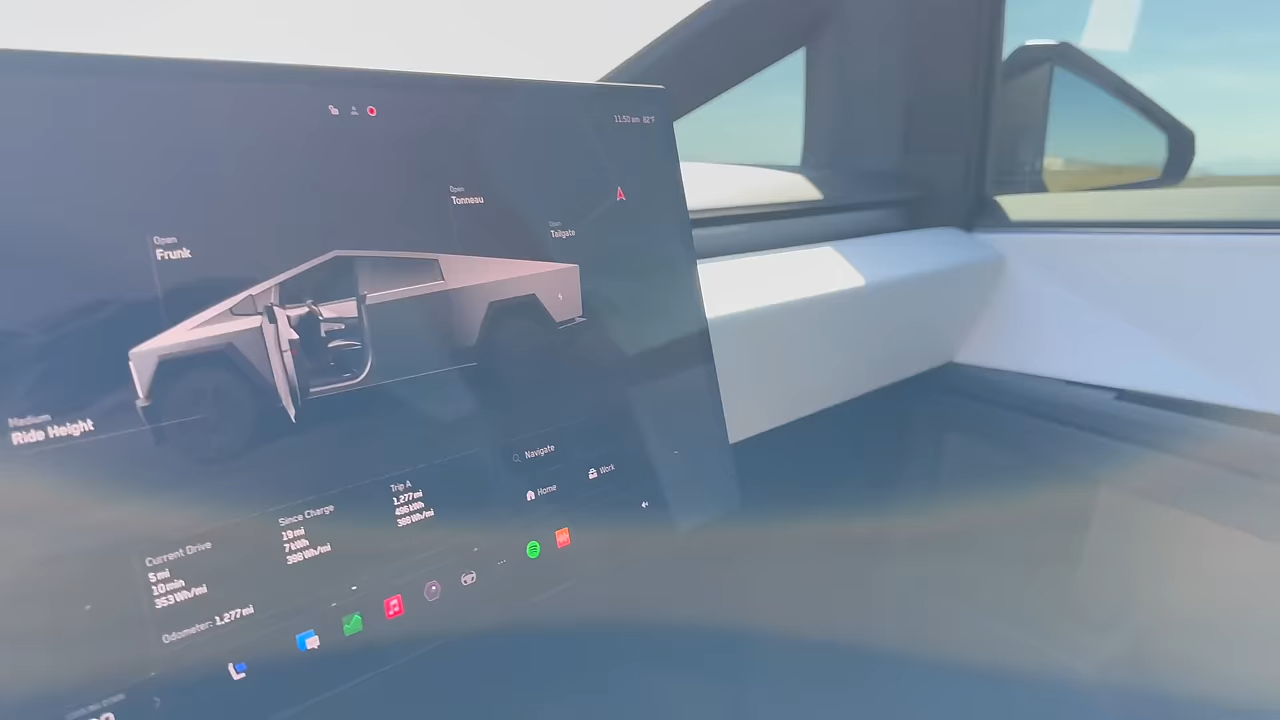 11:50 am 82°F
Open
Tonneau
Open
Tailgate
Open
Frunk
Medium
Ride Height
Navigate
Home
Work
Current Drive
5 mi
10 min
353 Wh/mi
Since Charge
19 mi
7 kWh
398 Wh/mi
Trip A
1,277 mi
496 kWh
388 Wh/mi
Odometer: 1,277 mi